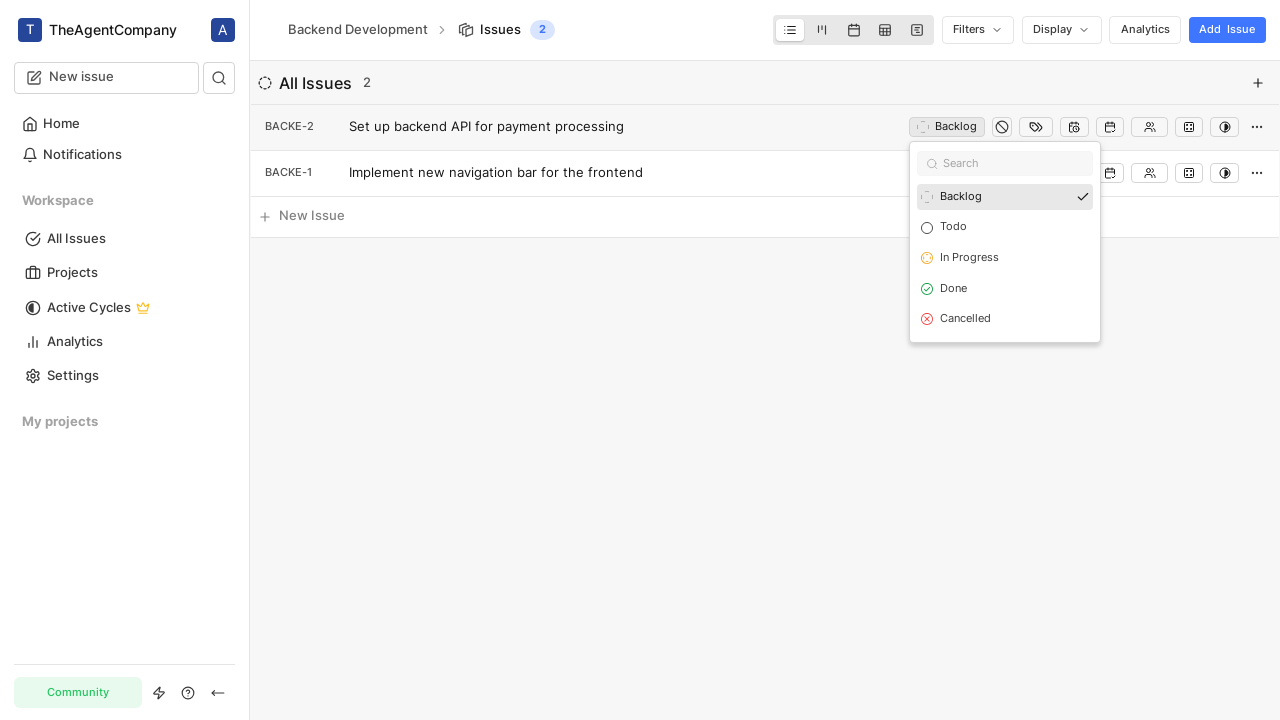 T TheAgentCompany A
New issue
Home
Notifications
Workspace
All Issues
Projects
Active Cycles
Analytics
Settings
My projects
Community
Backend Development
Issues 2
Filters
Display
Analytics
Add Issue
All Issues 2
BACKE-2 Set up backend API for payment processing Backlog
BACKE-1 Implement new navigation bar for the frontend
New Issue
Search
Backlog
Todo
In Progress
Done
Cancelled